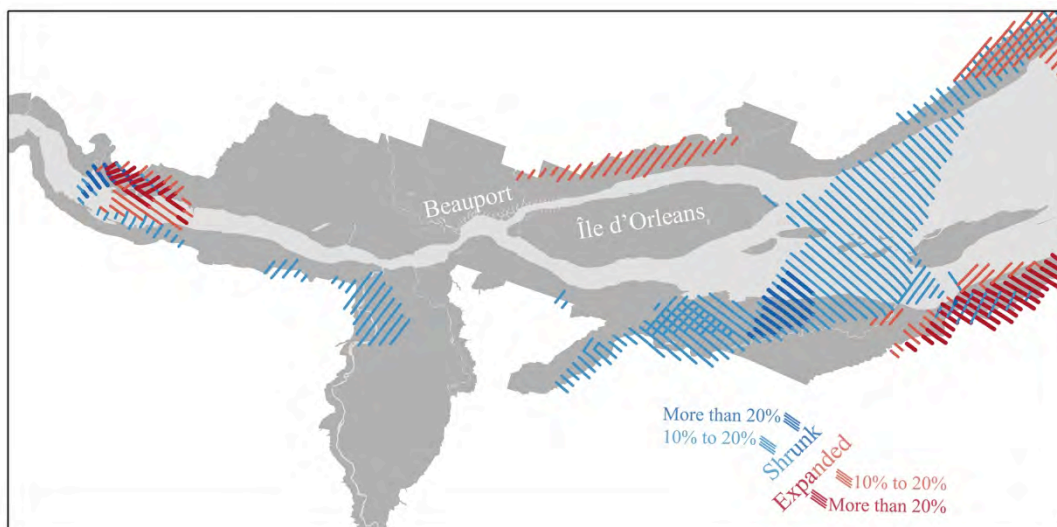 Beauport
Île d'Orleans
More than 20%
10% to 20%
Shrunk
Expanded
10% to 20%
More than 20%